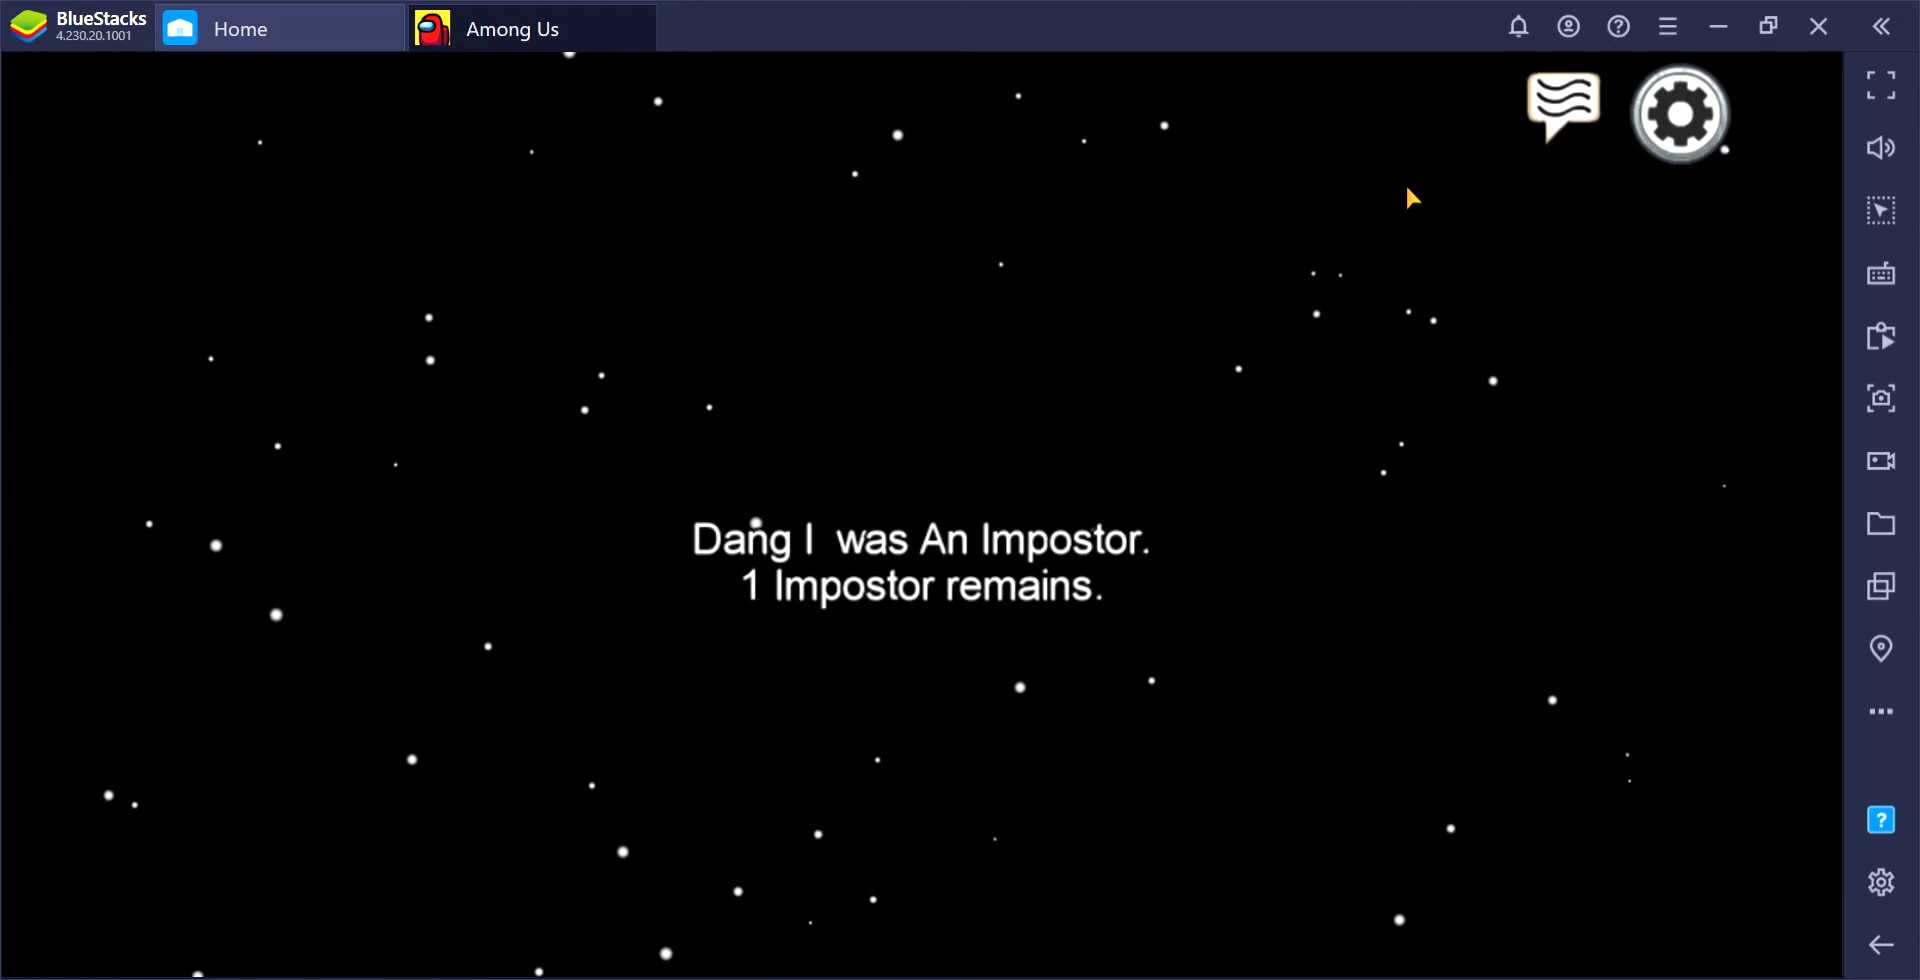 BlueStacks
4.230.20.1001
Home
Among Us
Dang I  was An Impostor.
1 Impostor remains.